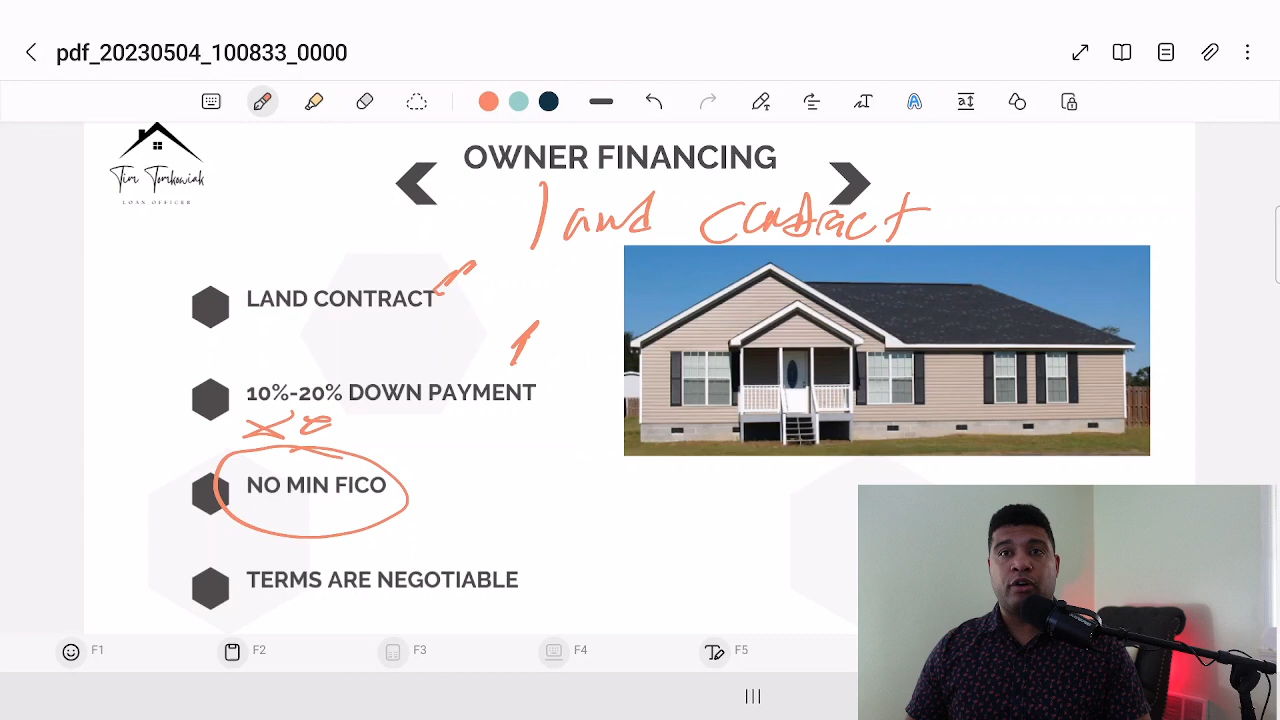 pdf_20230504_100833_0000
Tim Tomkowiak
LOAN OFFICER
OWNER FINANCING
land contract
LAND CONTRACT
10%-20% DOWN PAYMENT
NO MIN FICO
TERMS ARE NEGOTIABLE
F1 F2 F3 F4 F5